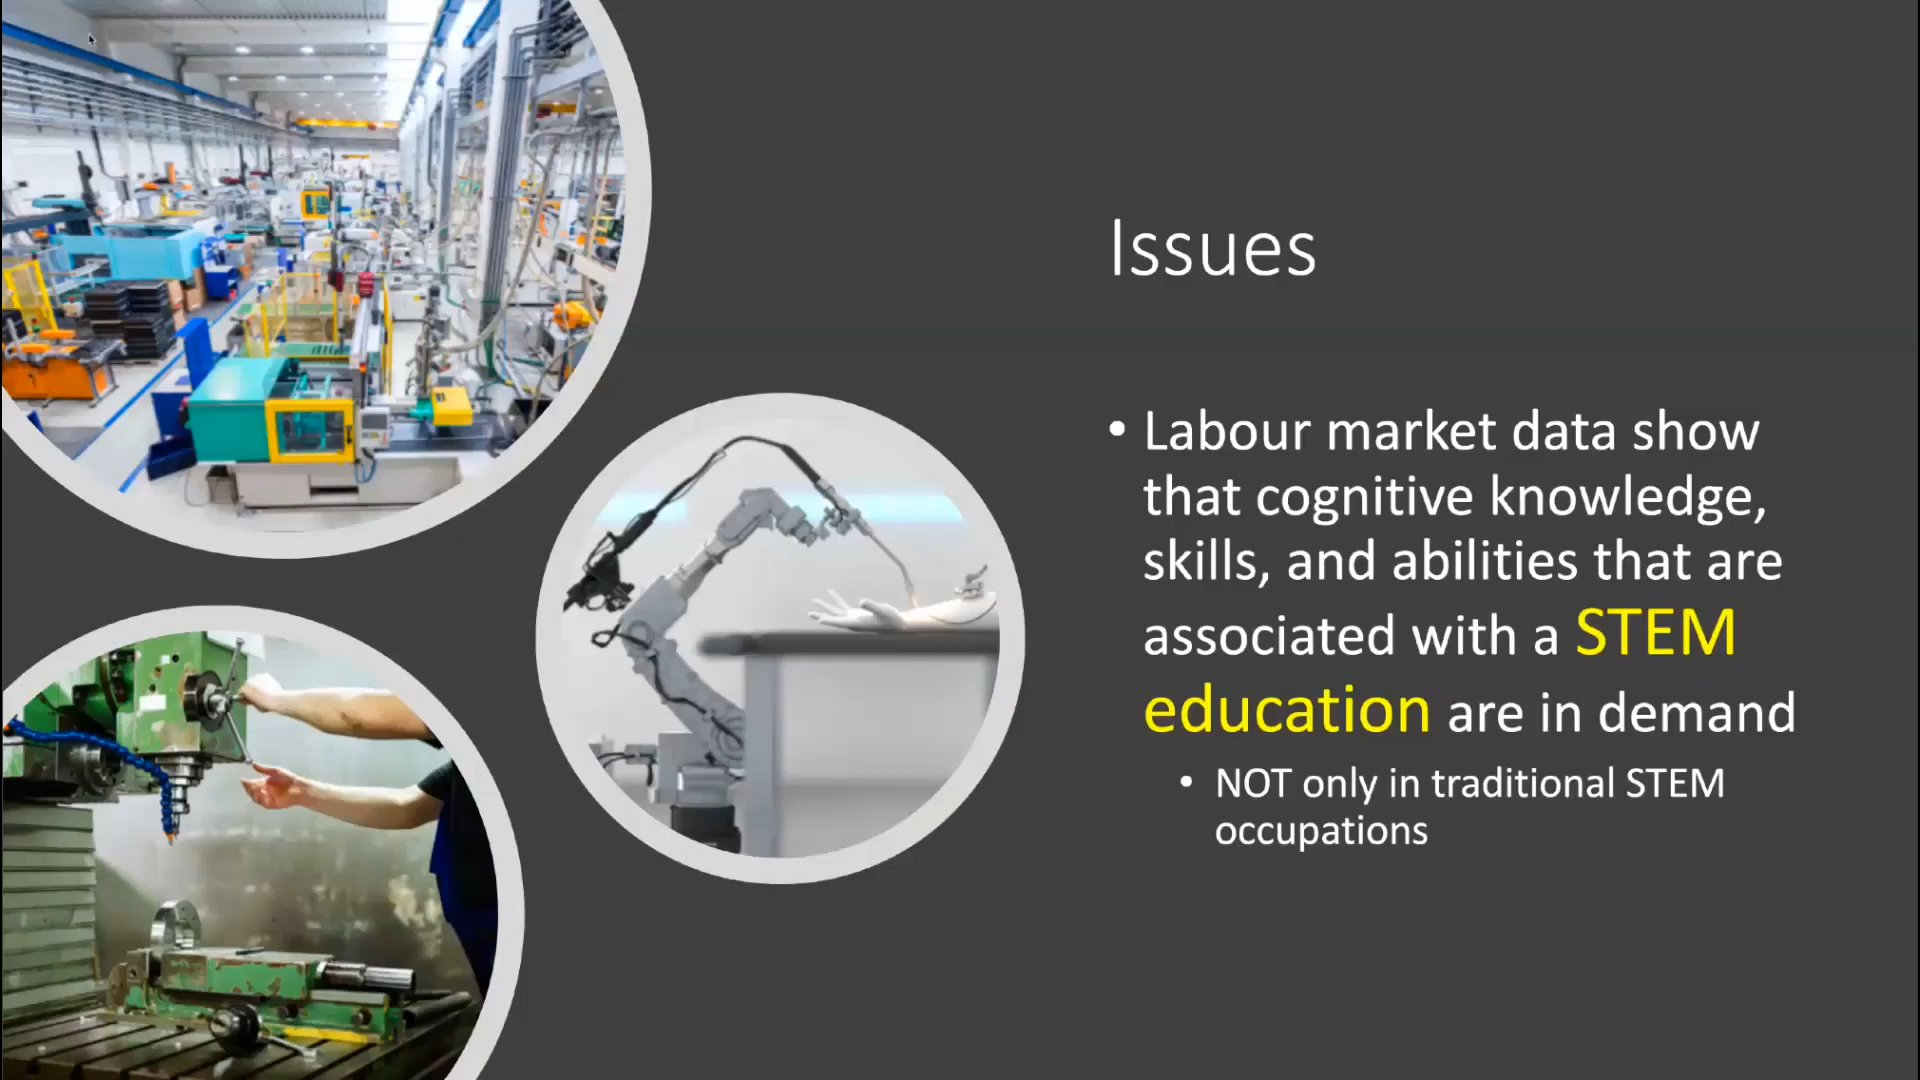 Issues
• Labour market data show
that cognitive knowledge,
skills, and abilities that are
associated with a STEM
education are in demand
• NOT only in traditional STEM
occupations